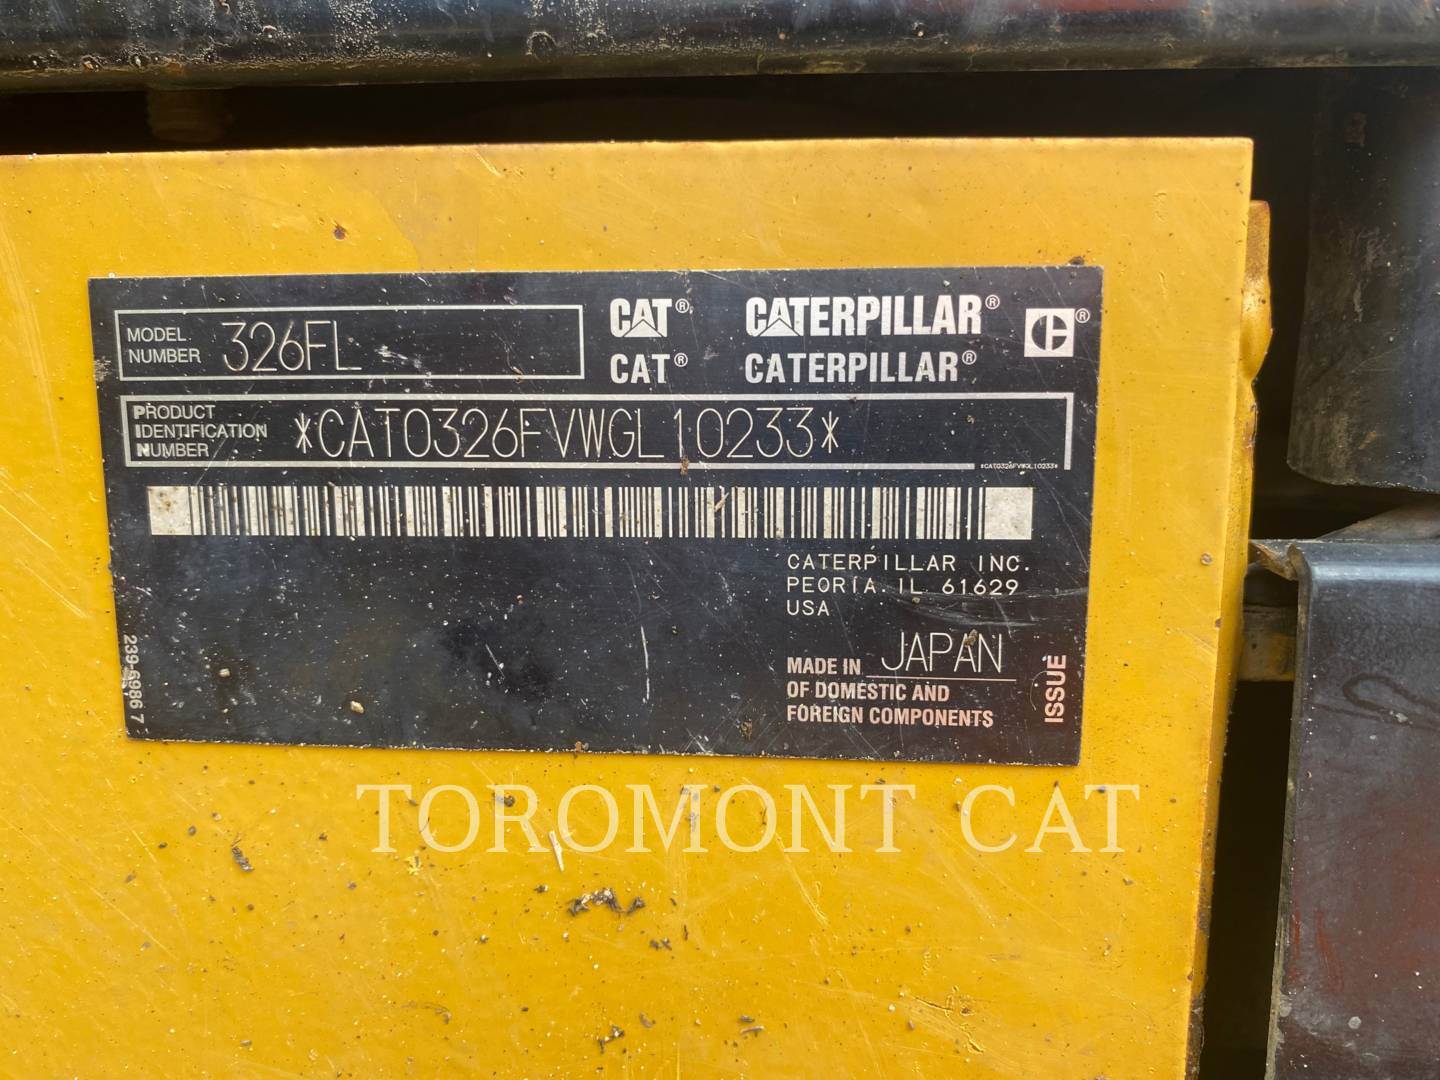 MODEL NUMBER 326FL
CAT® CATERPILLAR® ®
CAT® CATERPILLAR®
PRODUCT IDENTIFICATION NUMBER *CAT0326FVWGL10233*
*CAT0326FVWGL10233*
CATERPILLAR INC.
PEORIA. IL 61629
USA
MADE IN JAPAN
OF DOMESTIC AND
FOREIGN COMPONENTS
ISSUE
239-6986 7
TOROMONT CAT